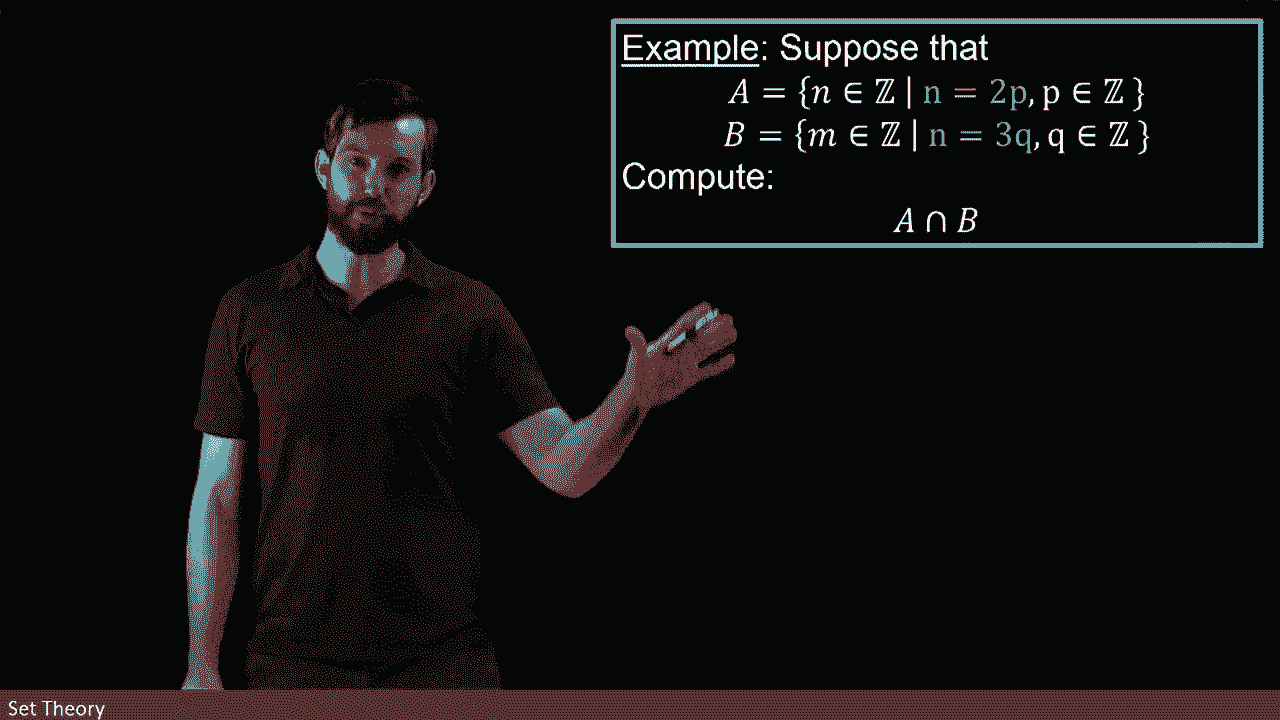 Example: Suppose that
A = {n ∈ ℤ | n = 2p, p ∈ ℤ }
B = {m ∈ ℤ | n = 3q, q ∈ ℤ }
Compute:
A ∩ B
Set Theory